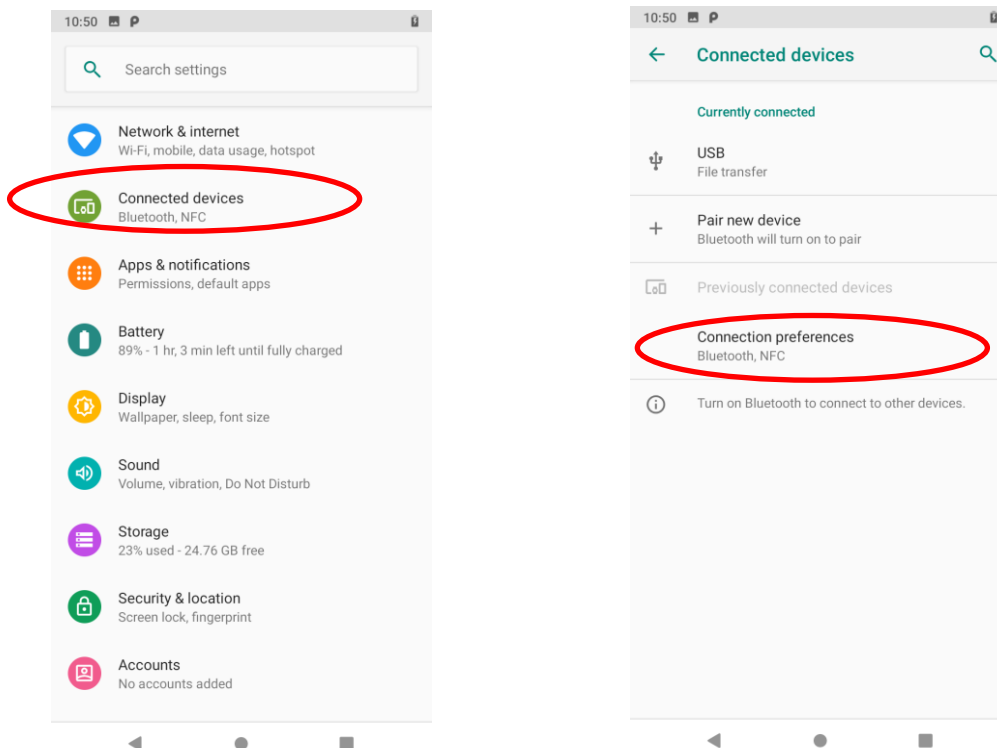 10:50
Search settings
Network & internet
Wi-Fi, mobile, data usage, hotspot
Connected devices
Bluetooth, NFC
Apps & notifications
Permissions, default apps
Battery
89% - 1 hr, 3 min left until fully charged
Display
Wallpaper, sleep, font size
Sound
Volume, vibration, Do Not Disturb
Storage
23% used - 24.76 GB free
Security & location
Screen lock, fingerprint
Accounts
No accounts added
10:50
Connected devices
Currently connected
USB
File transfer
Pair new device
Bluetooth will turn on to pair
Previously connected devices
Connection preferences
Bluetooth, NFC
Turn on Bluetooth to connect to other devices.